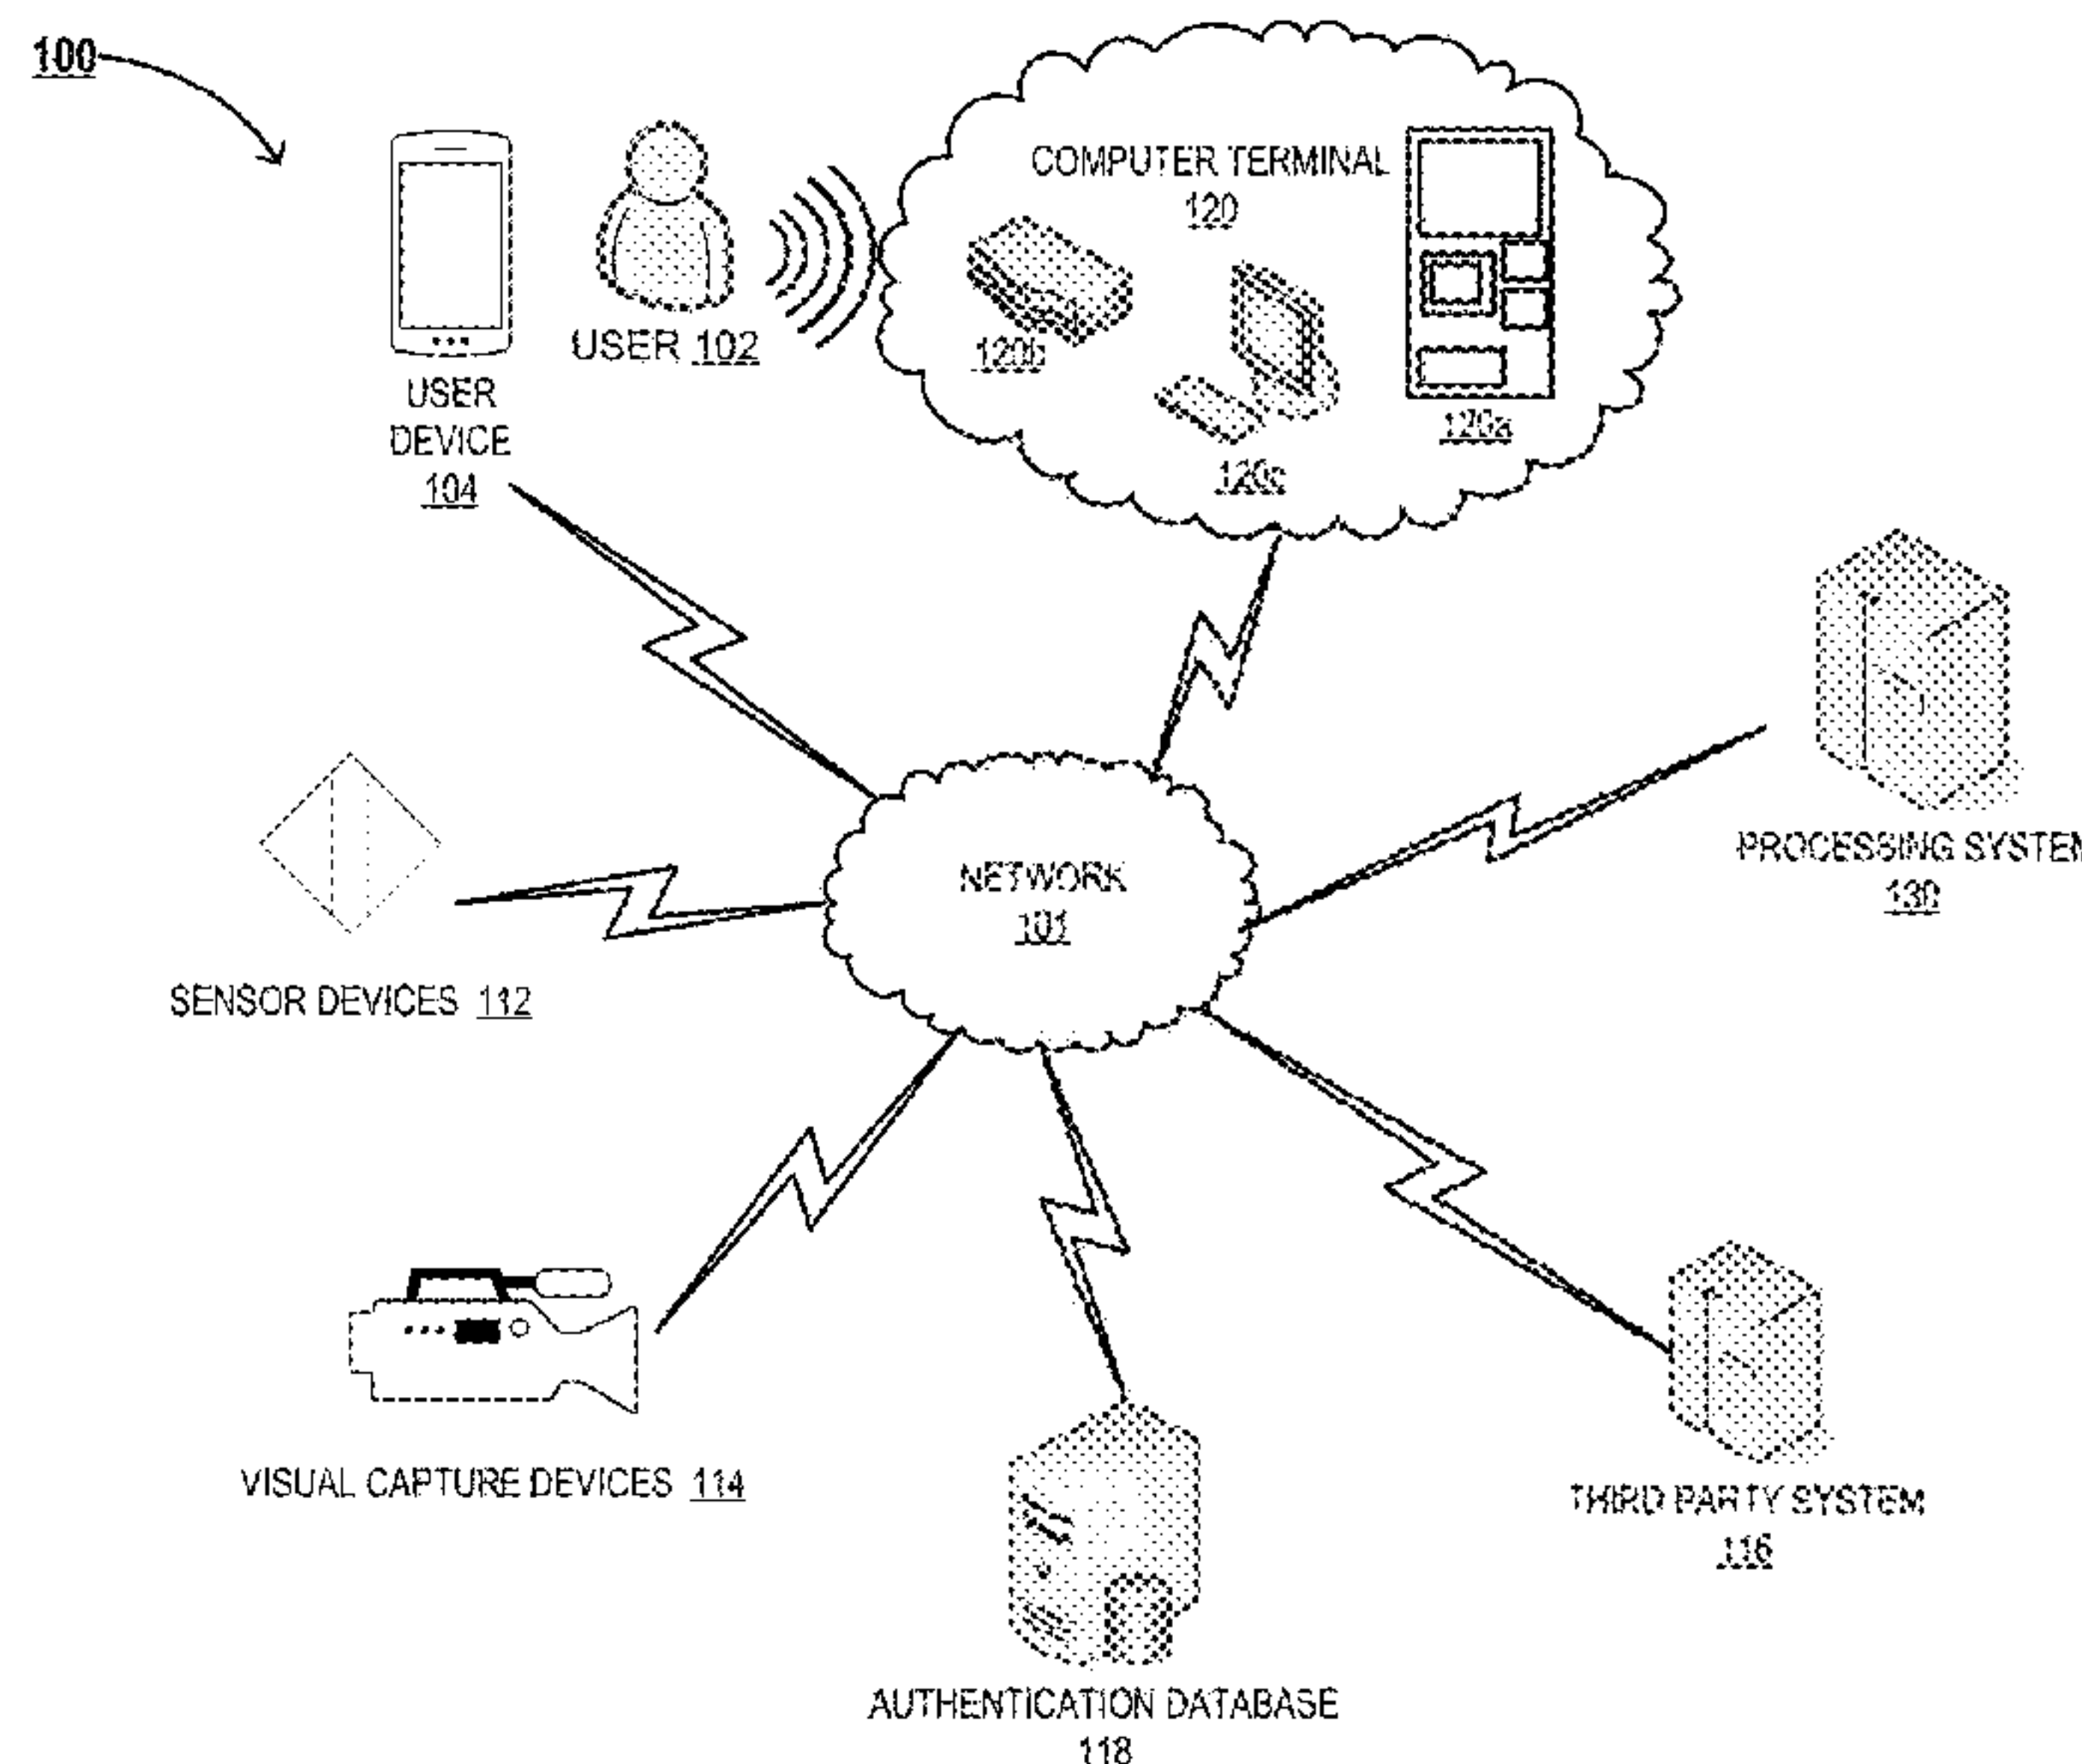 100
COMPUTER TERMINAL
120
USER 102
120b
120a
USER
DEVICE
104
120c
NETWORK
101
PROCESSING SYSTEM
130
SENSOR DEVICES 112
VISUAL CAPTURE DEVICES 114
THIRD PARTY SYSTEM
116
AUTHENTICATION DATABASE
118